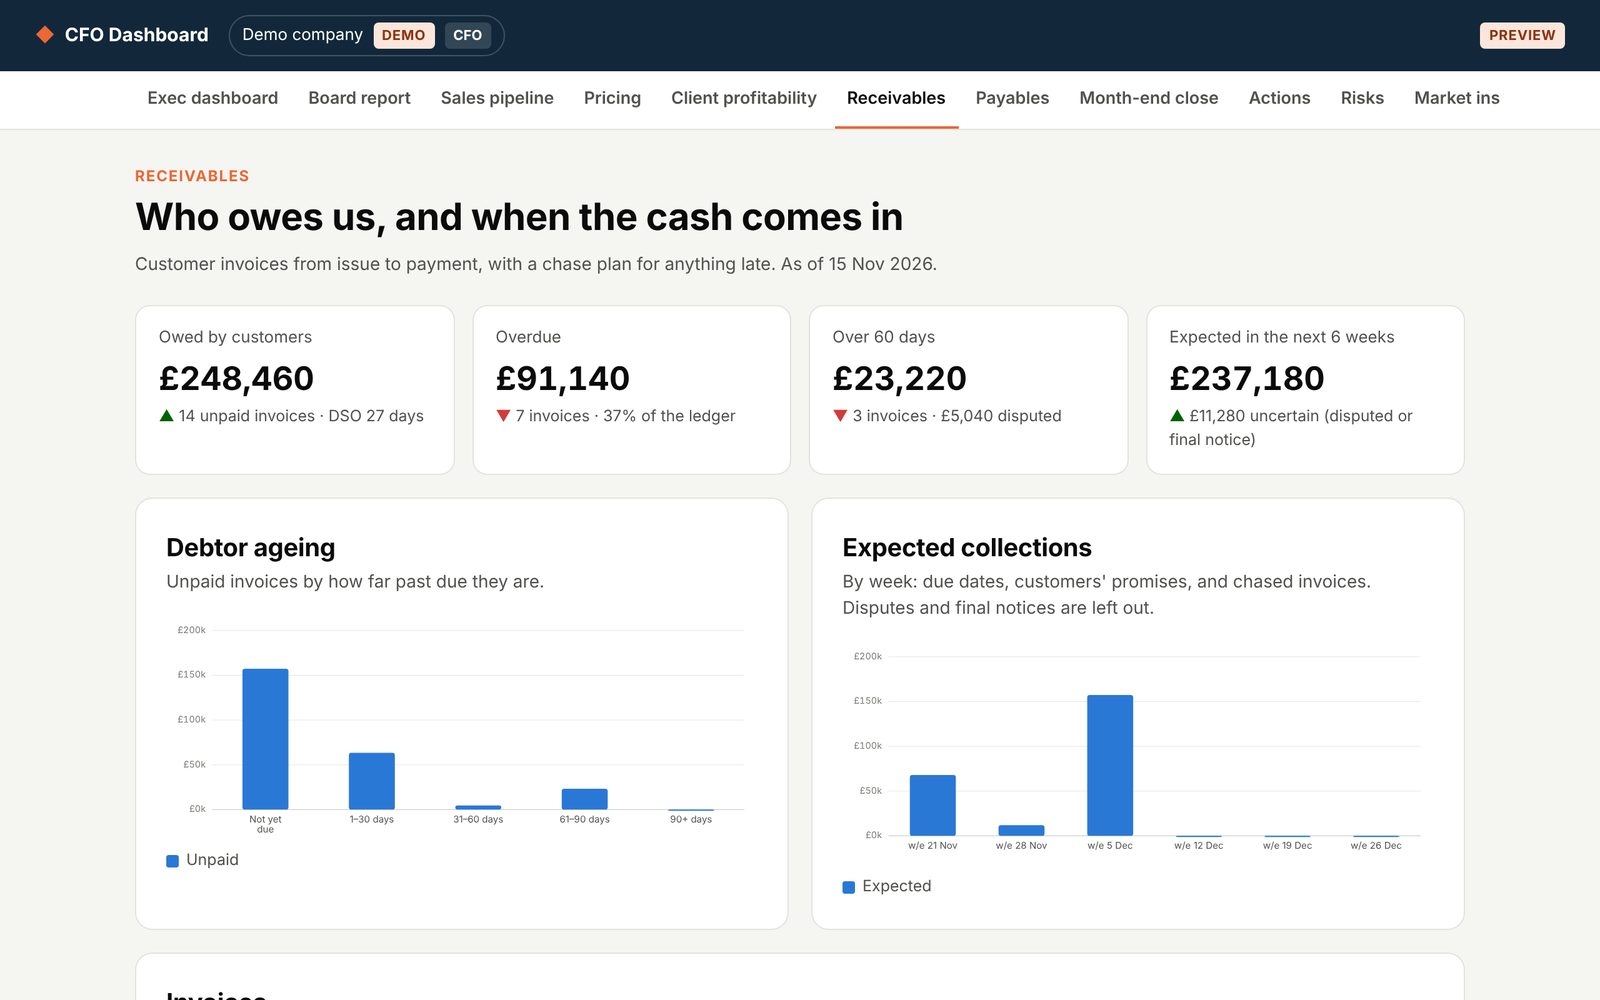 CFO Dashboard
Demo company DEMO CFO
PREVIEW
Exec dashboard Board report Sales pipeline Pricing Client profitability Receivables Payables Month-end close Actions Risks Market ins
RECEIVABLES
Who owes us, and when the cash comes in
Customer invoices from issue to payment, with a chase plan for anything late. As of 15 Nov 2026.
Owed by customers
£248,460
▲ 14 unpaid invoices · DSO 27 days
Overdue
£91,140
▼ 7 invoices · 37% of the ledger
Over 60 days
£23,220
▼ 3 invoices · £5,040 disputed
Expected in the next 6 weeks
£237,180
▲ £11,280 uncertain (disputed or
final notice)
Debtor ageing
Unpaid invoices by how far past due they are.
£200k
£150k
£100k
£50k
£0k
Not yet
due
1–30 days
31–60 days
61–90 days
90+ days
Unpaid
Expected collections
By week: due dates, customers' promises, and chased invoices.
Disputes and final notices are left out.
£200k
£150k
£100k
£50k
£0k
w/e 21 Nov
w/e 28 Nov
w/e 5 Dec
w/e 12 Dec
w/e 19 Dec
w/e 26 Dec
Expected
Invoices